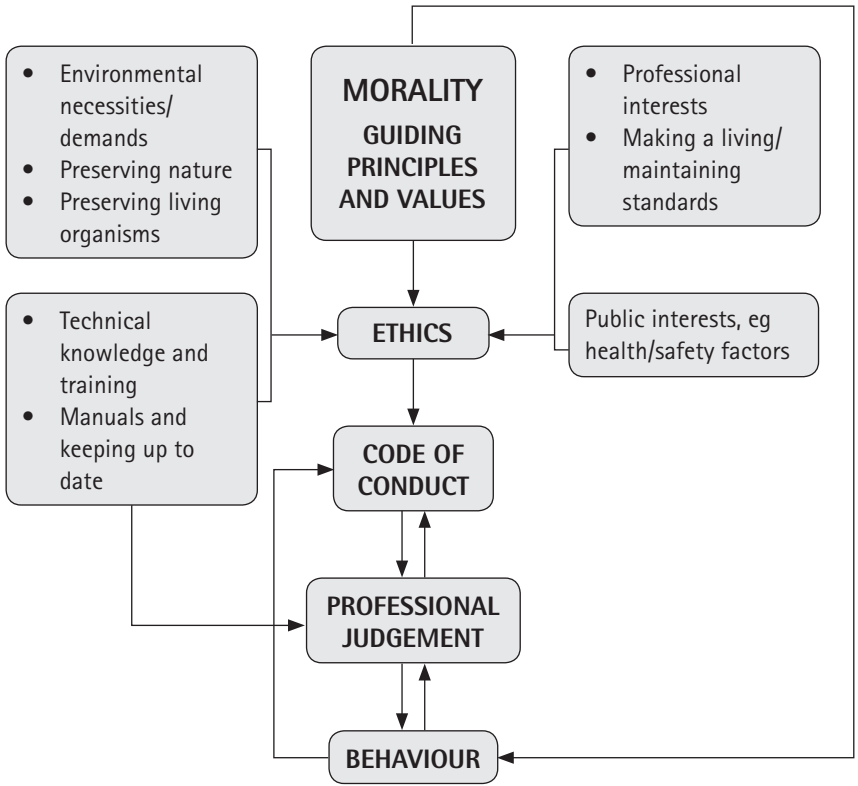 • Environmental
necessities/
demands
• Preserving nature
• Preserving living
organisms
MORALITY
GUIDING
PRINCIPLES
AND VALUES
• Professional
interests
• Making a living/
maintaining
standards
• Technical
knowledge and
training
• Manuals and
keeping up to
date
ETHICS
Public interests, eg
health/safety factors
CODE OF
CONDUCT
PROFESSIONAL
JUDGEMENT
BEHAVIOUR